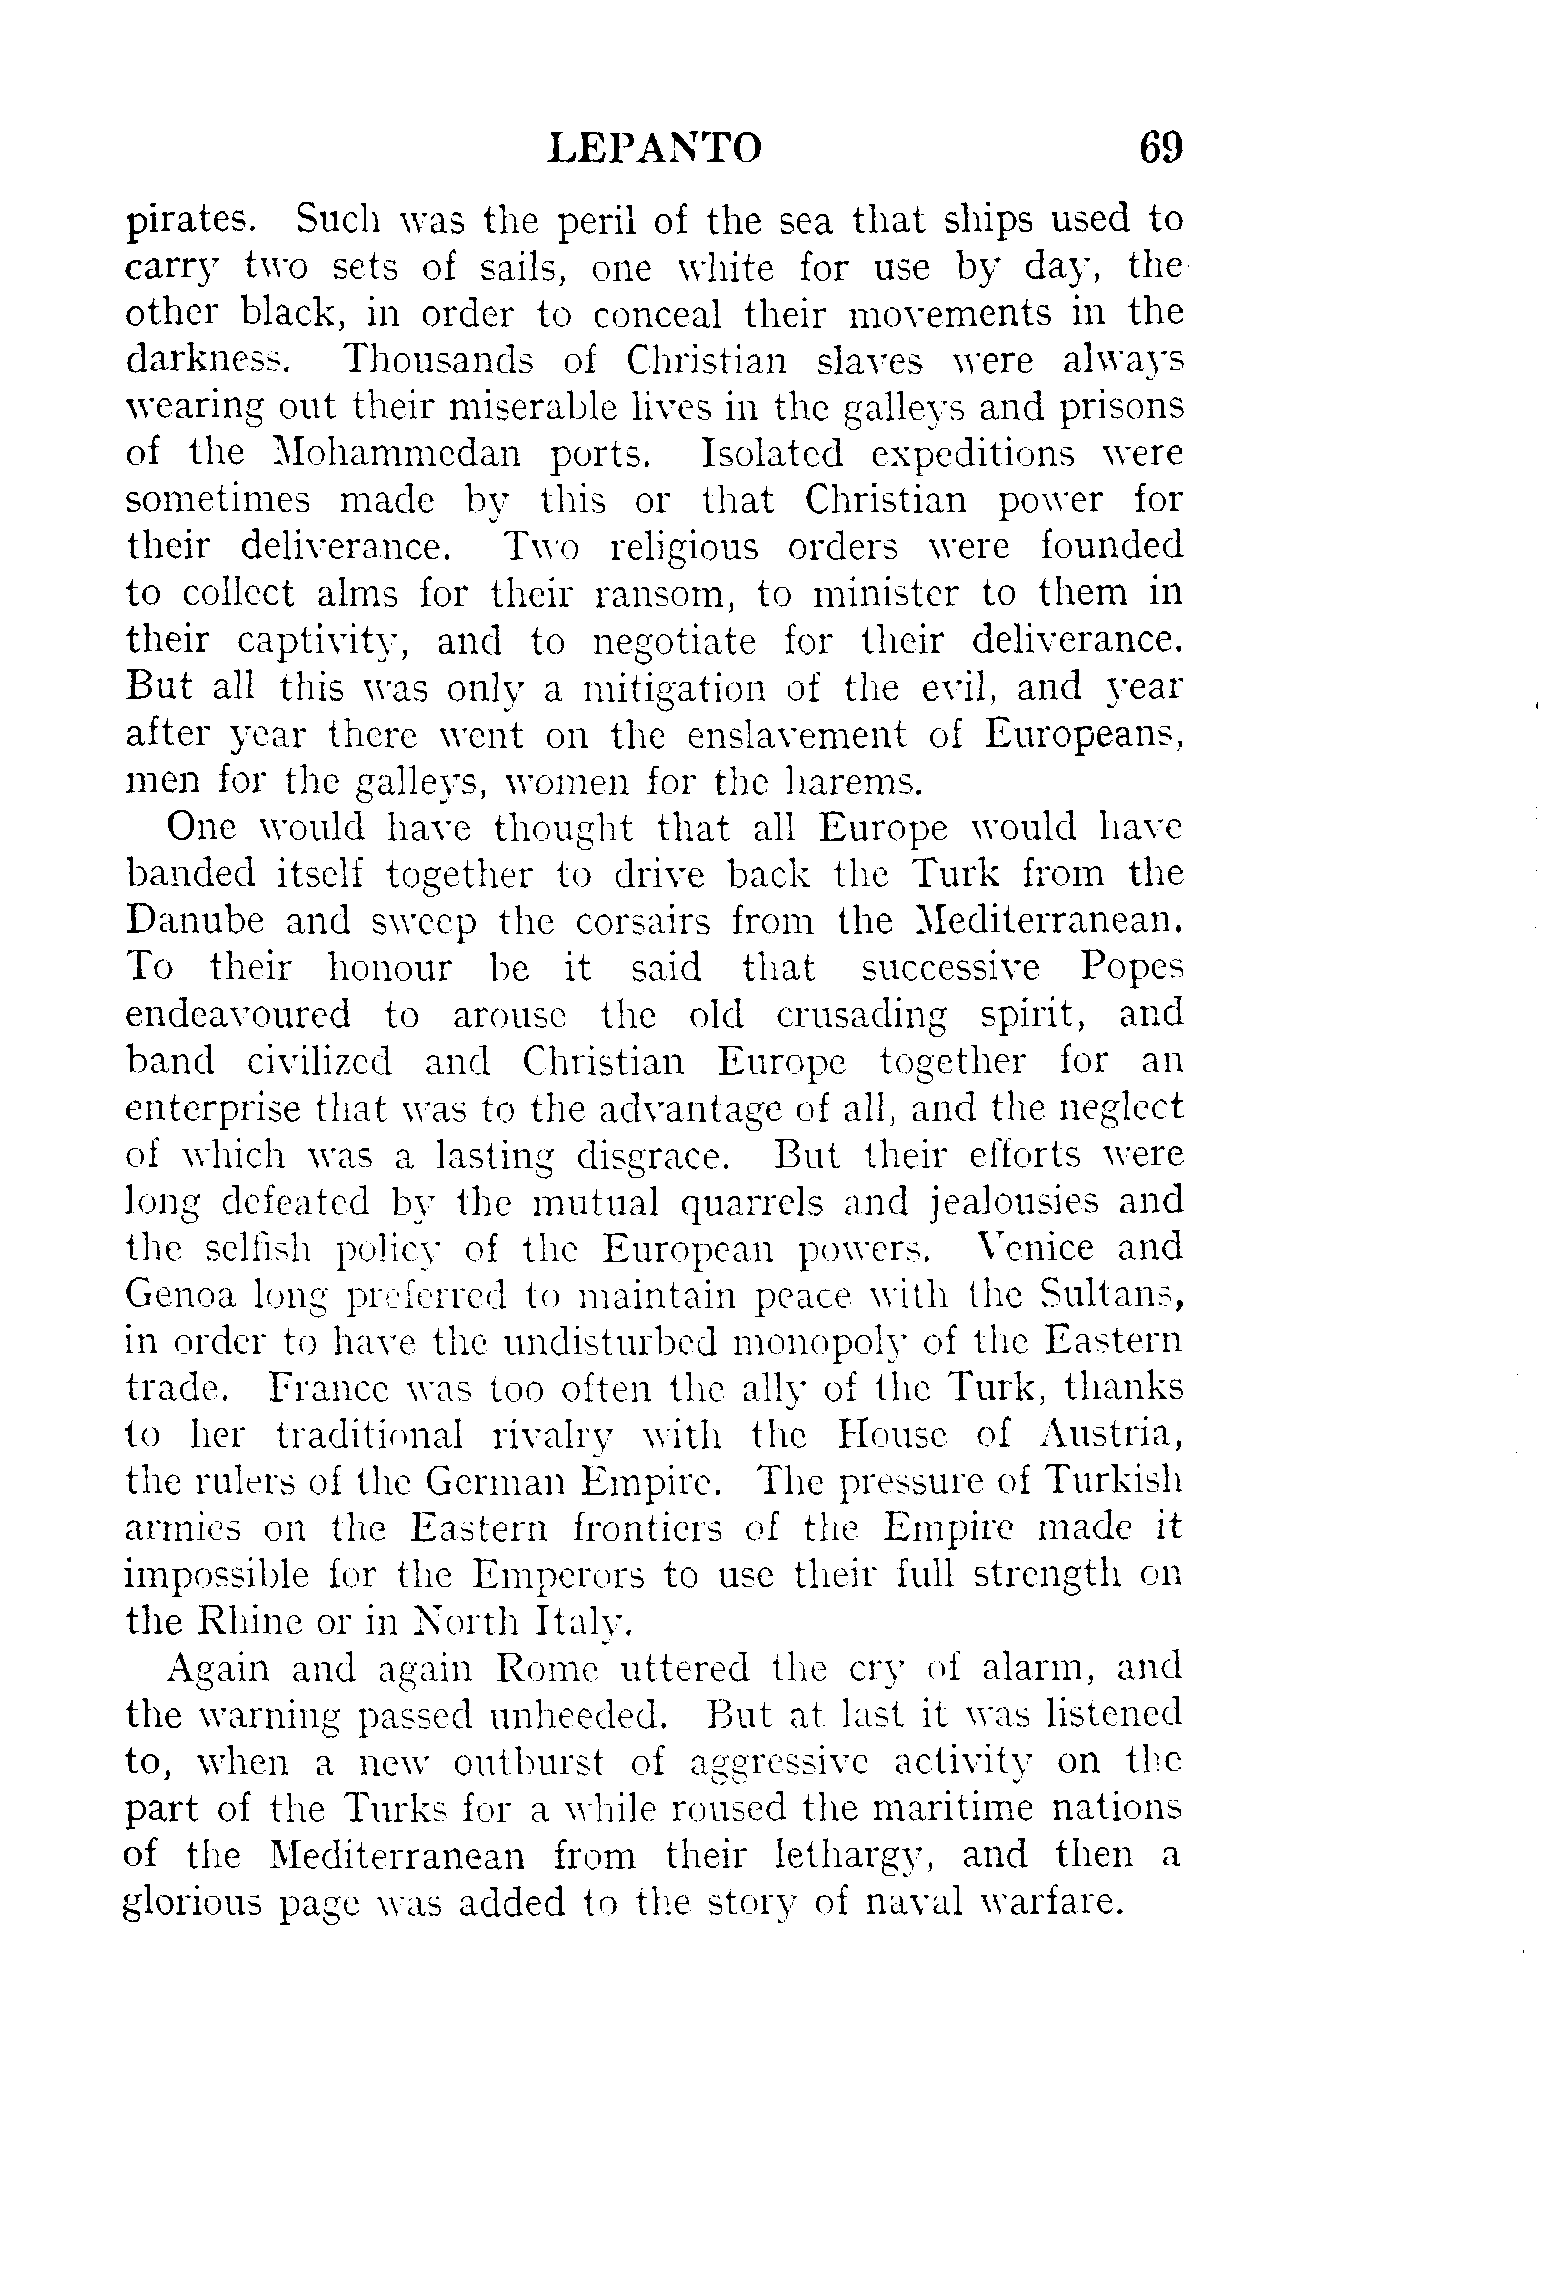 LEPANTO 69
pirates. Such was the peril of the sea that ships used to
carry two sets of sails, one white for use by day, the
other black, in order to conceal their movements in the
darkness. Thousands of Christian slaves were always
wearing out their miserable lives in the galleys and prisons
of the Mohammedan ports. Isolated expeditions were
sometimes made by this or that Christian power for
their deliverance. Two religious orders were founded
to collect alms for their ransom, to minister to them in
their captivity, and to negotiate for their deliverance.
But all this was only a mitigation of the evil, and year
after year there went on the enslavement of Europeans,
men for the galleys, women for the harems.
One would have thought that all Europe would have
banded itself together to drive back the Turk from the
Danube and sweep the corsairs from the Mediterranean.
To their honour be it said that successive Popes
endeavoured to arouse the old crusading spirit, and
band civilized and Christian Europe together for an
enterprise that was to the advantage of all, and the neglect
of which was a lasting disgrace. But their efforts were
long defeated by the mutual quarrels and jealousies and
the selfish policy of the European powers. Venice and
Genoa long preferred to maintain peace with the Sultans,
in order to have the undisturbed monopoly of the Eastern
trade. France was too often the ally of the Turk, thanks
to her traditional rivalry with the House of Austria,
the rulers of the German Empire. The pressure of Turkish
armies on the Eastern frontiers of the Empire made it
impossible for the Emperors to use their full strength on
the Rhine or in North Italy.
Again and again Rome uttered the cry of alarm, and
the warning passed unheeded. But at last it was listened
to, when a new outburst of aggressive activity on the
part of the Turks for a while roused the maritime nations
of the Mediterranean from their lethargy, and then a
glorious page was added to the story of naval warfare.